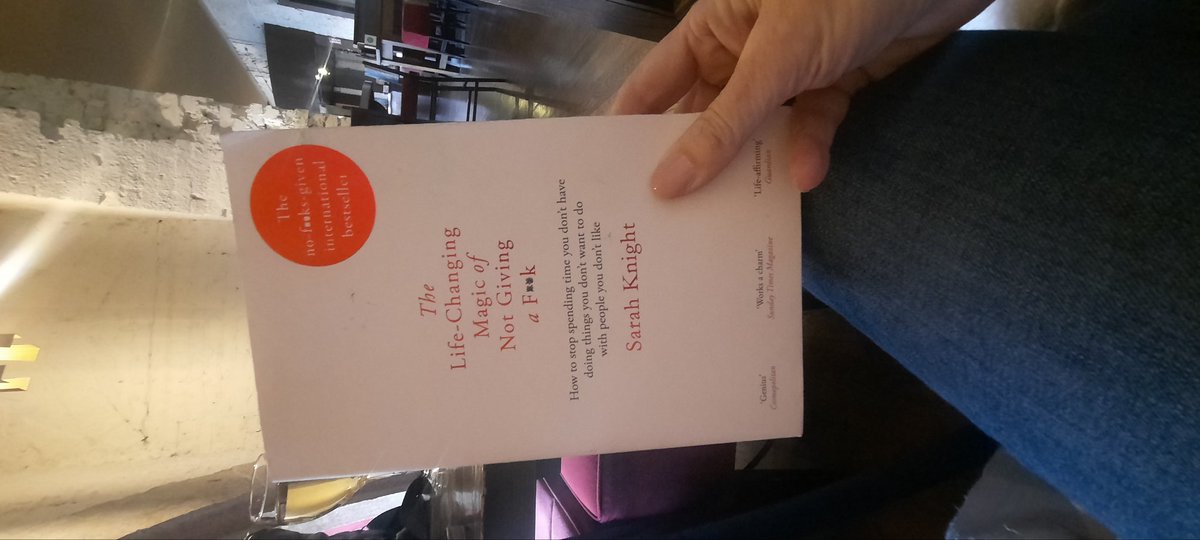 The
no-f**ks-given
international
bestseller
The
Life-Changing
Magic of
Not Giving
a F**k
How to stop spending time you don't have
doing things you don't want to do
with people you don't like
Sarah Knight
'Genius'
Cosmopolitan
'Works a charm'
Sunday Times Magazine
'Life-affirming'
Guardian